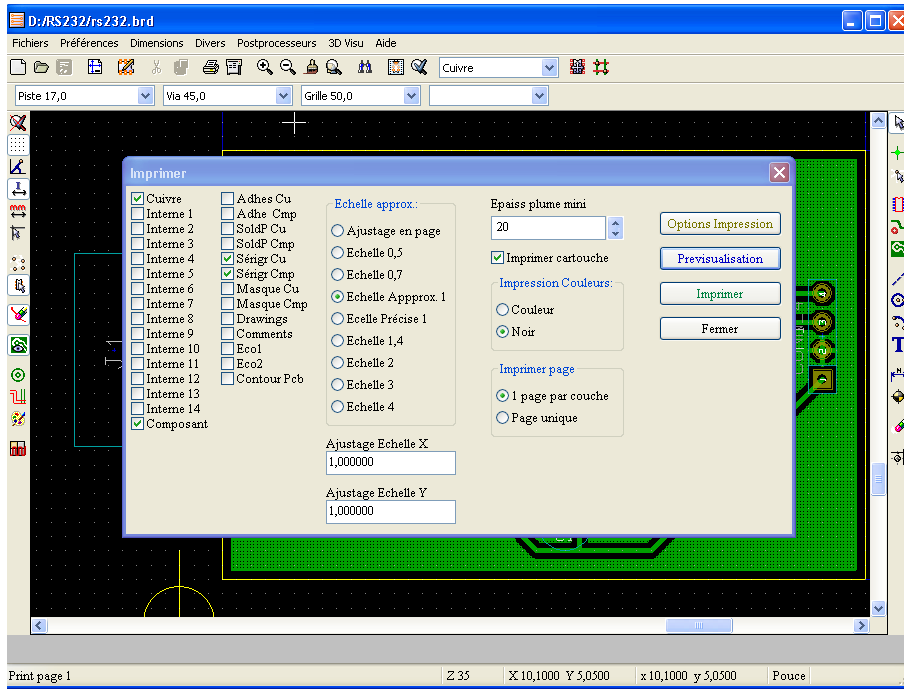 D:/RS232/rs232.brd
Fichiers Préférences Dimensions Divers Postprocesseurs 3D Visu Aide
Cuivre
Piste 17,0 Via 45,0 Grille 50,0
Imprimer
Cuivre
Interne 1
Interne 2
Interne 3
Interne 4
Interne 5
Interne 6
Interne 7
Interne 8
Interne 9
Interne 10
Interne 11
Interne 12
Interne 13
Interne 14
Composant
Adhes Cu
Adhe Cmp
SoldP Cu
SoldP Cmp
Sérigr Cu
Sérigr Cmp
Masque Cu
Masque Cmp
Drawings
Comments
Eco1
Eco2
Contour Pcb
Echelle approx.:
Ajustage en page
Echelle 0,5
Echelle 0,7
Echelle Appprox. 1
Ecelle Précise 1
Echelle 1,4
Echelle 2
Echelle 3
Echelle 4
Ajustage Echelle X
1,000000
Ajustage Echelle Y
1,000000
Epaiss plume mini
20
Imprimer cartouche
Impression Couleurs:
Couleur
Noir
Imprimer page
1 page par couche
Page unique
Options Impression
Previsualisation
Imprimer
Fermer
4
3
2
Print page 1 Z 35 X 10,1000 Y 5,0500 x 10,1000 y 5,0500 Pouce